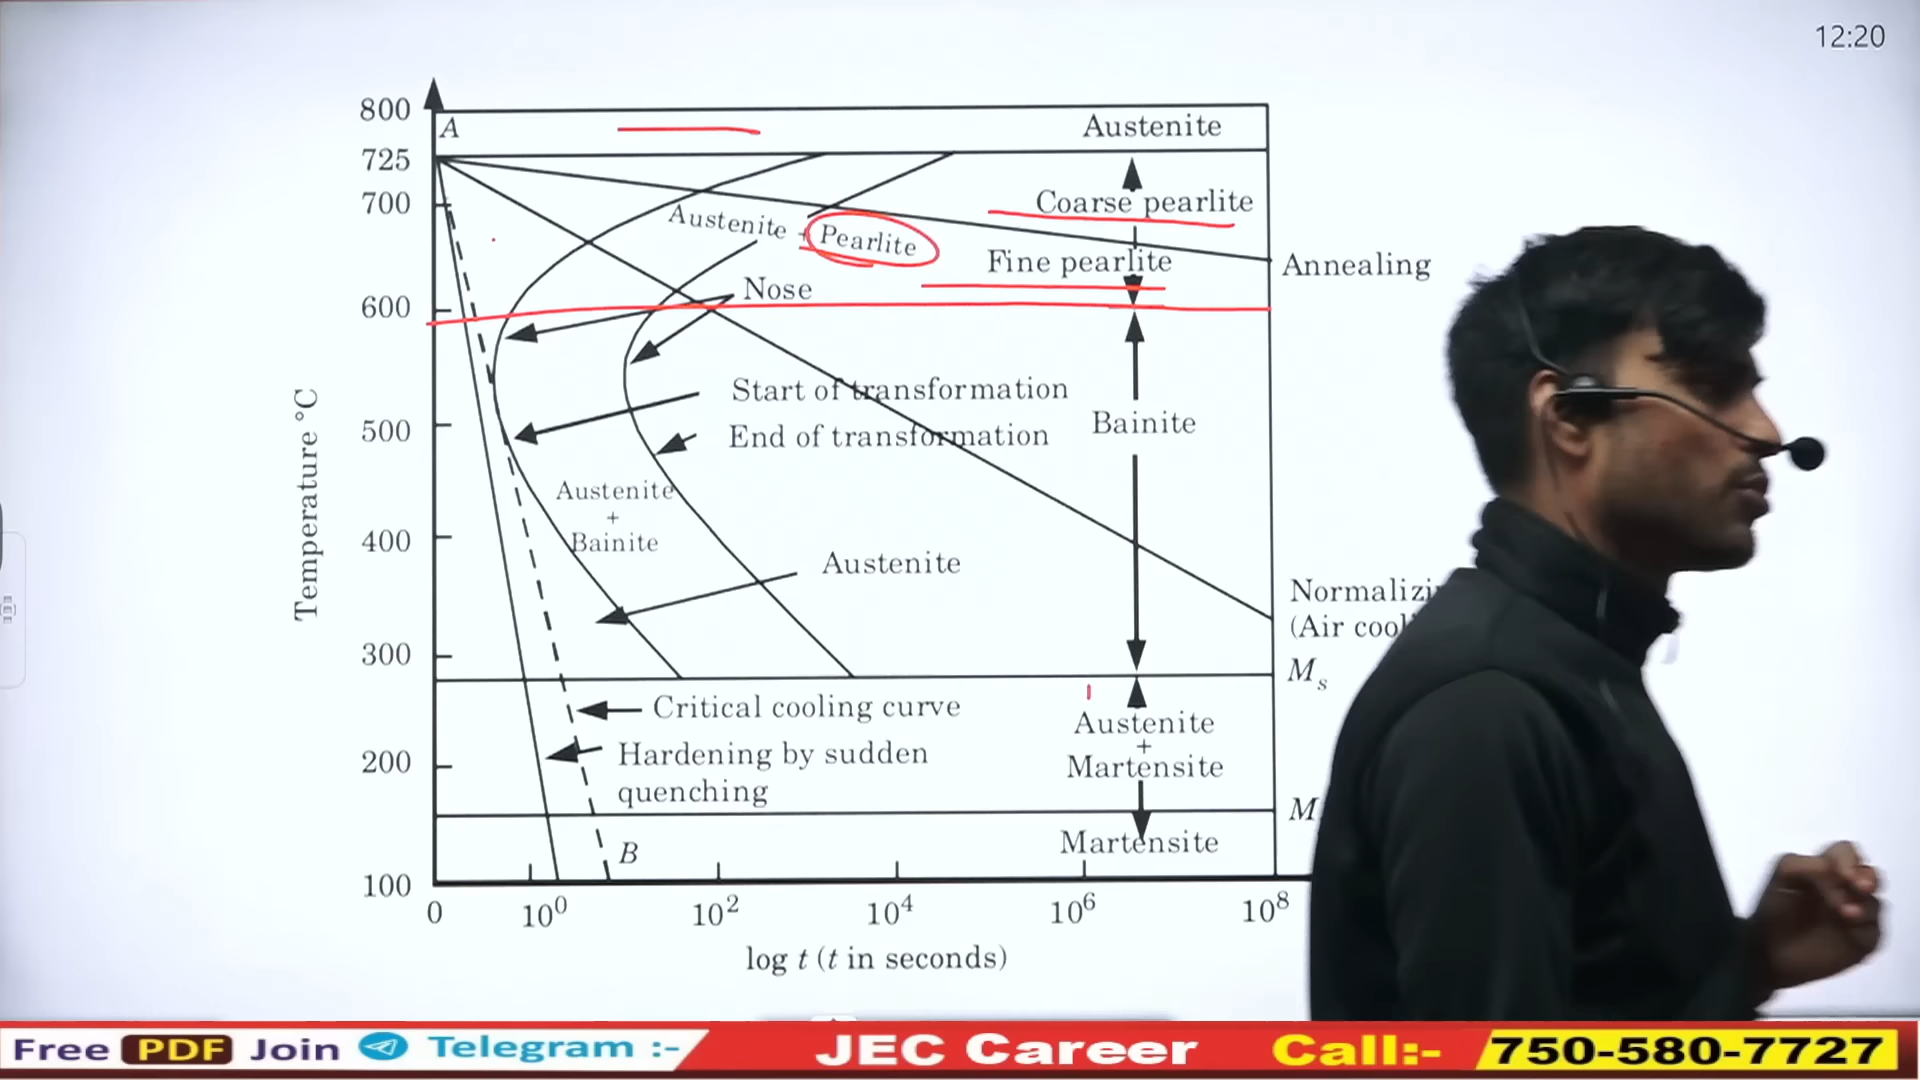 12:20
800
A
Austenite
725
700
Coarse pearlite
Austenite + Pearlite
Fine pearlite
Annealing
Nose
600
Start of transformation
Bainite
500
End of transformation
Austenite
+
Bainite
400
Austenite
Temperature °C
(Air
300
Ms
Critical cooling curve
Austenite
+
Martensite
Hardening by sudden
quenching
200
M
Martensite
B
100
0
10^0
10^2
10^4
10^6
10^8
log t (t in seconds)
Free PDF Join Telegram :-
JEC Career
Call:- 750-580-7727